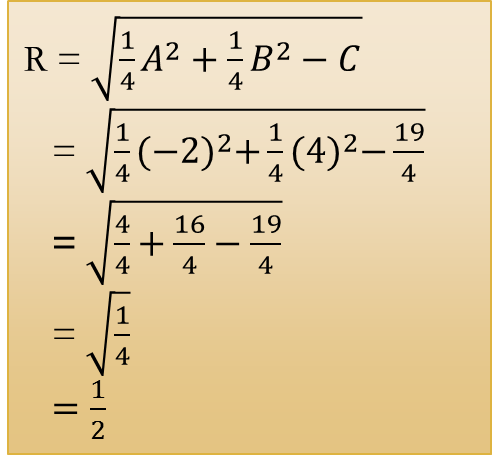 R = √(1/4 A² + 1/4 B² − C)
= √(1/4 (−2)² + 1/4 (4)² − 19/4)
= √(4/4 + 16/4 − 19/4)
= √(1/4)
= 1/2